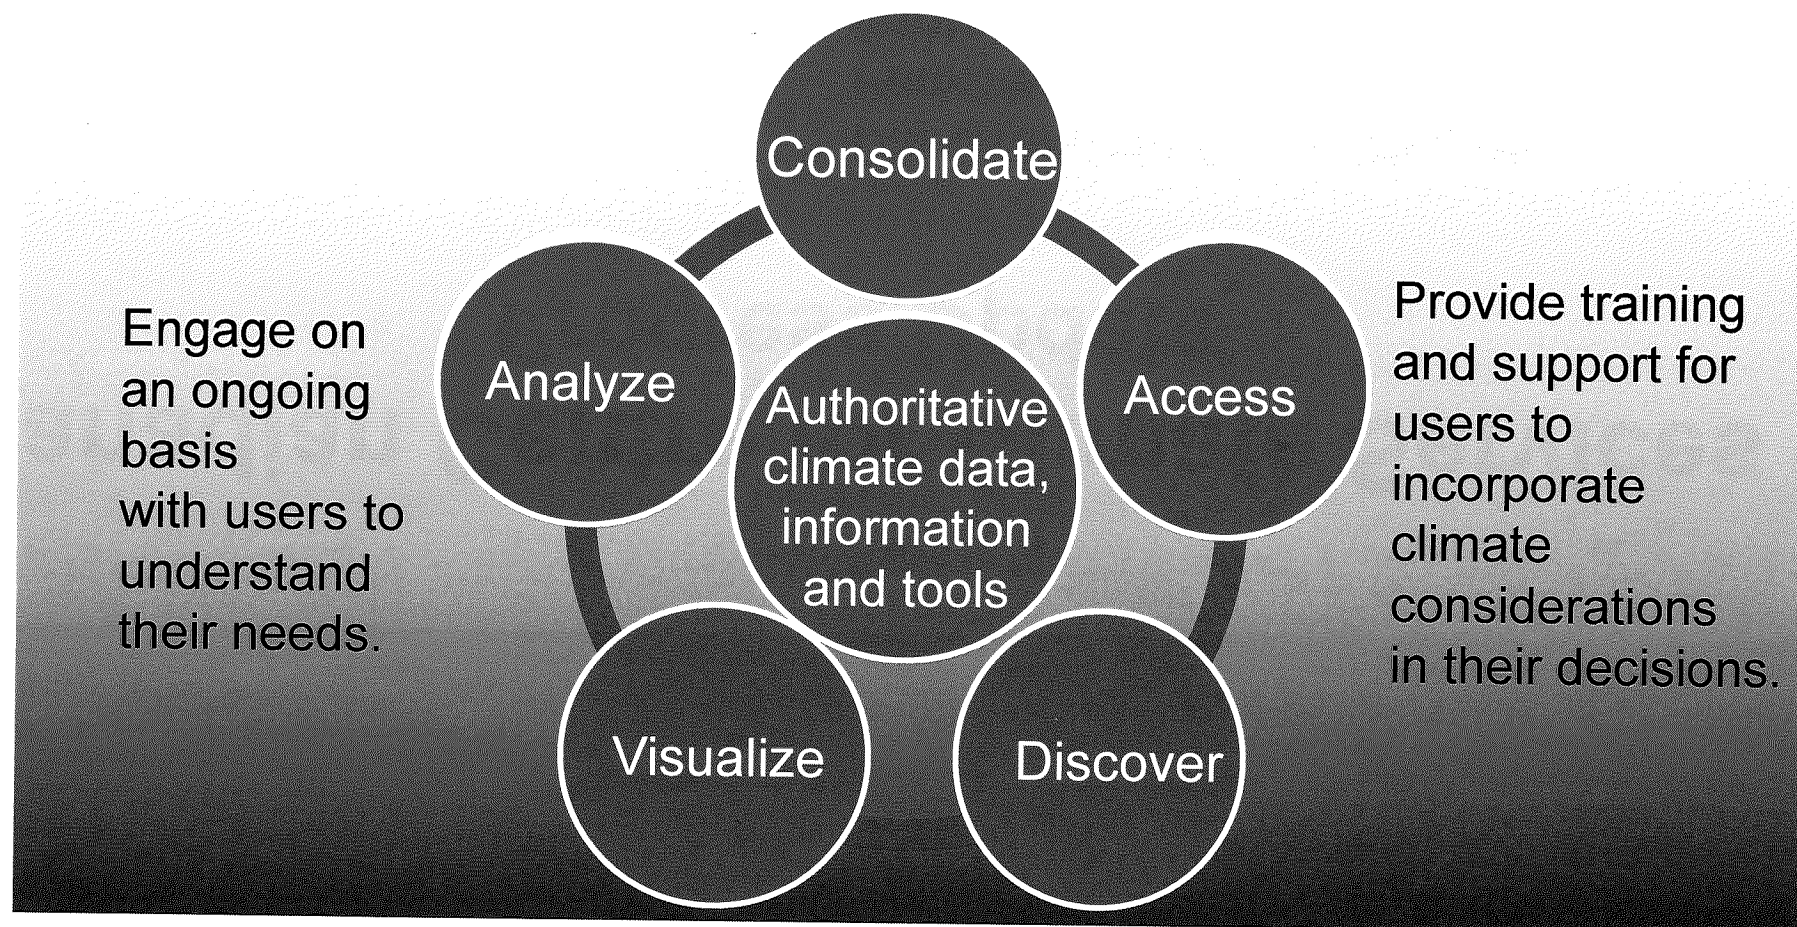 Consolidate
Engage on
an ongoing
basis
with users to
understand
their needs.
Analyze
Authoritative
climate data,
information
and tools
Access
Provide training
and support for
users to
incorporate
climate
considerations
in their decisions.
Visualize
Discover